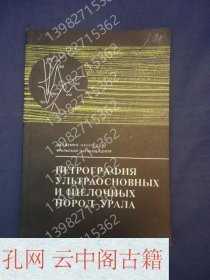 АКАДЕМИЯ НАУК СССР
УРАЛЬСКИЙ НАУЧНЫЙ ЦЕНТР
ПЕТРОГРАФИЯ
УЛЬТРАОСНОВНЫХ
И ЩЕЛОЧНЫХ
ПОРОД УРАЛА
13982715362
孔网 云中阁古籍